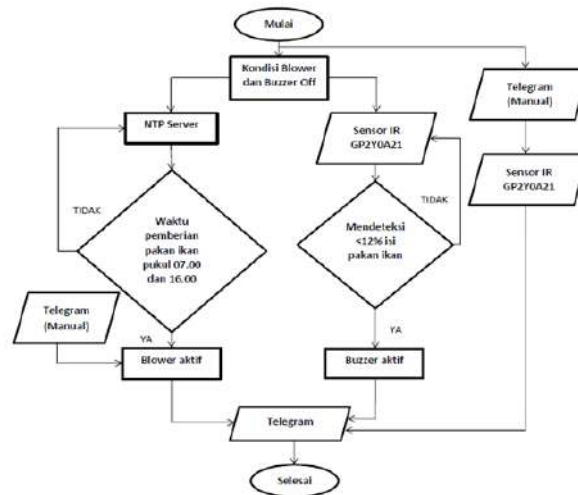 Mulai
Kondisi Blower
dan Buzzer Off
Telegram
(Manual)
NTP Server
Sensor IR
GP2Y0A21
Sensor IR
GP2Y0A21
TIDAK
TIDAK
Waktu
pemberian
pakan ikan
pukul 07.00
dan 16.00
Mendeteksi
<12% isi
pakan ikan
Telegram
(Manual)
YA
YA
Blower aktif
Buzzer aktif
Telegram
Selesai